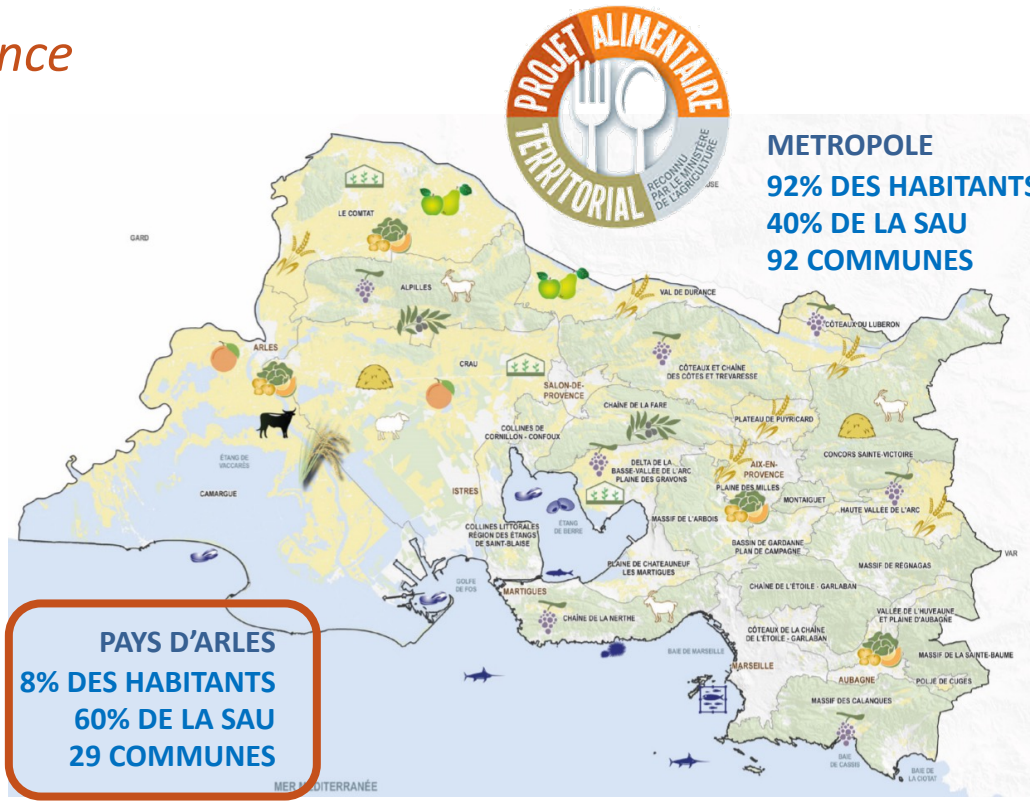 nce
PROJET ALIMENTAIRE
TERRITORIAL
RECONNU
PAR LE MINISTÈRE
DE L'AGRICULTURE
METROPOLE
92% DES HABITANTS
40% DE LA SAU
92 COMMUNES
GARD
LE COMTAT
ALPILLES
VAL DE DURANCE
CÔTEAUX DU LUBERON
ARLES
CRAU
SALON-DE-
PROVENCE
CÔTEAUX ET CHAÎNE
DES CÔTES ET TREVARESSE
CHAÎNE DE LA FARE
PLATEAU DE PUYRICARD
COLLINES DE
CORNILLON - CONFOUX
CONCORS SAINTE-VICTOIRE
ÉTANG DE
VACCARÈS
CAMARGUE
ISTRES
DELTA DE LA
BASSE-VALLÉE DE L'ARC
PLAINE DES GRAVONS
AIX-EN-
PROVENCE
PLAINE DES MILLES
MONTAIGUET
HAUTE VALLÉE DE L'ARC
ÉTANG
DE BERRE
MASSIF DE L'ARBOIS
COLLINES LITTORALES
RÉGION DES ÉTANGS
DE SAINT-BLAISE
BASSIN DE GARDANNE
PLAN DE CAMPAGNE
VAR
PLAINE DE CHATEAUNEUF
LES MARTIGUES
MASSIF DE REGNAGAS
GOLFE
DE FOS
MARTIGUES
CHAÎNE DE L'ÉTOILE - GARLABAN
CHAÎNE DE LA NERTHE
VALLÉE DE L'HUVEAUNE
ET PLAINE D'AUBAGNE
CÔTEAUX DE LA CHAÎNE
DE L'ÉTOILE - GARLABAN
BAIE DE MARSEILLE
MARSEILLE
MASSIF DE LA SAINTE-BAUME
AUBAGNE
POLJE DE CUGES
MASSIF DES CALANQUES
BAIE
DE CASSIS
BAIE DE
LA CIOTAT
PAYS D'ARLES
8% DES HABITANTS
60% DE LA SAU
29 COMMUNES
MER MÉDITERRANÉE